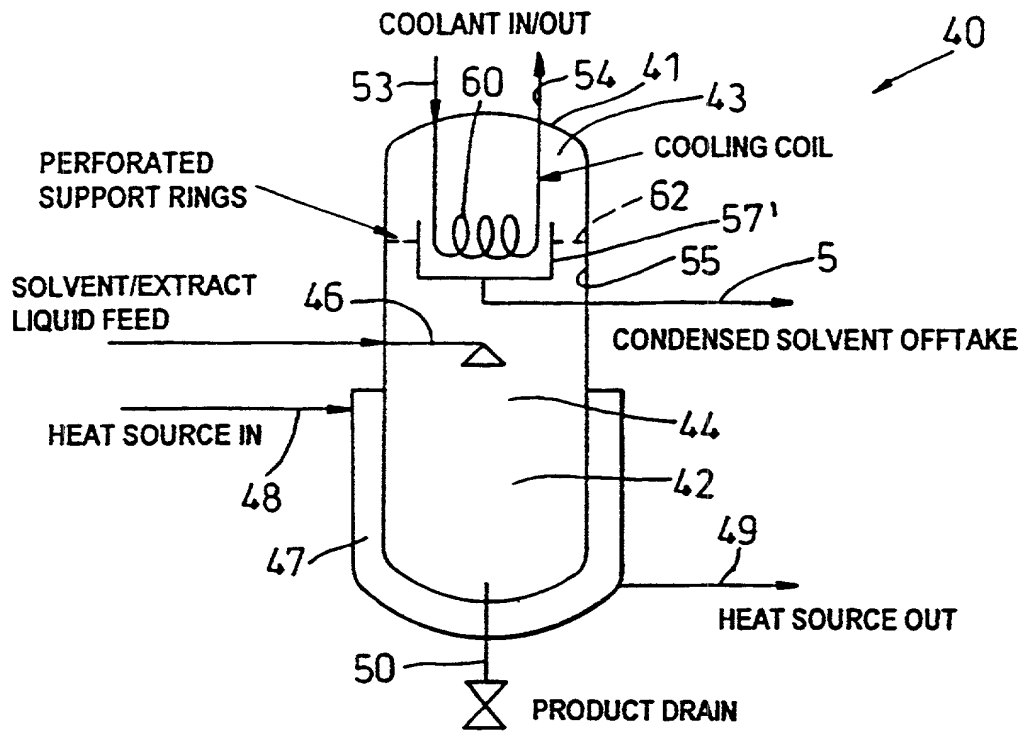 COOLANT IN/OUT
40
53
60
54
41
43
COOLING COIL
PERFORATED
SUPPORT RINGS
62
57'
55
5
SOLVENT/EXTRACT
LIQUID FEED
46
CONDENSED SOLVENT OFFTAKE
HEAT SOURCE IN
48
44
42
47
49
HEAT SOURCE OUT
50
PRODUCT DRAIN